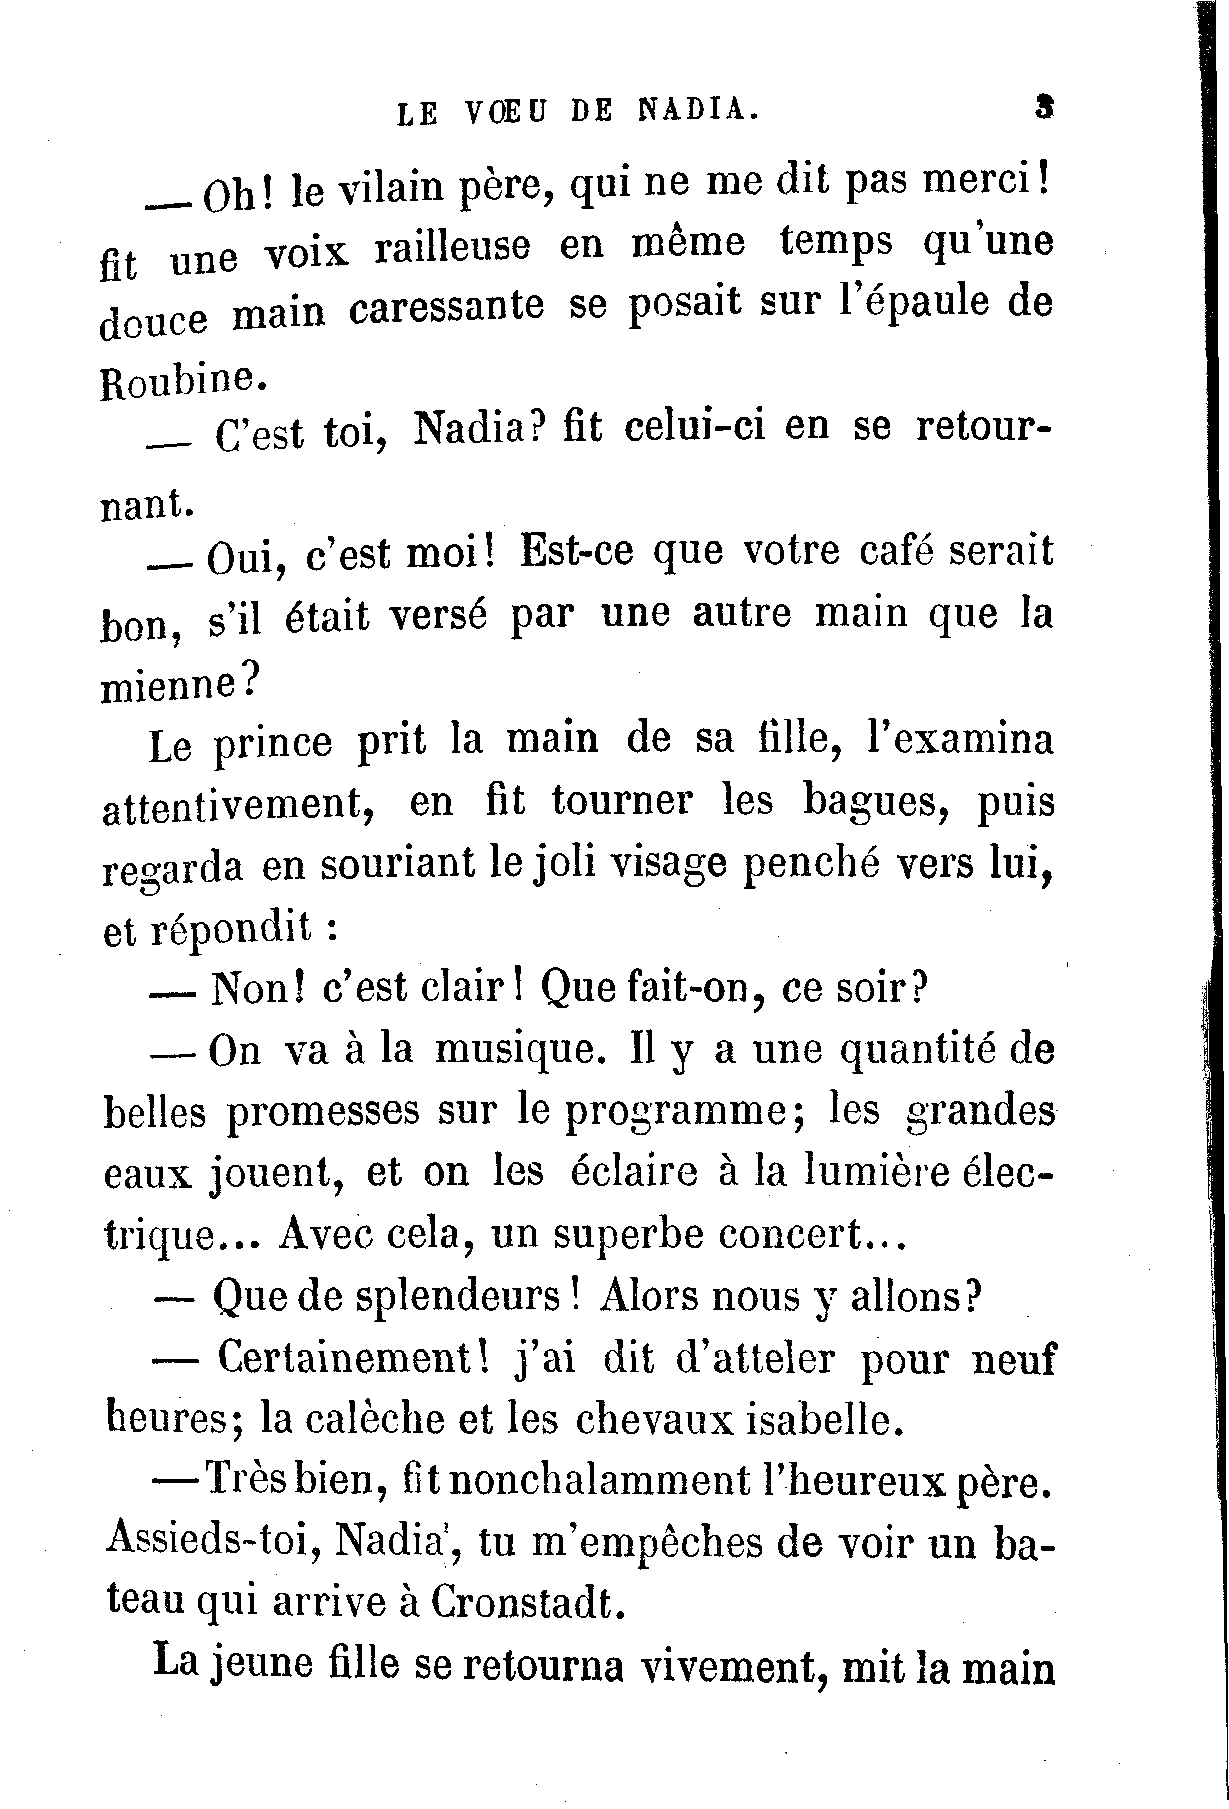 LE VŒU DE NADIA. 3
— Oh! le vilain père, qui ne me dit pas merci!
fit une voix railleuse en même temps qu'une
douce main caressante se posait sur l'épaule de
Roubine.
— C'est toi, Nadia? fit celui-ci en se retour-
nant.
— Oui, c'est moi! Est-ce que votre café serait
bon, s'il était versé par une autre main que la
mienne?
Le prince prit la main de sa fille, l'examina
attentivement, en fit tourner les bagues, puis
regarda en souriant le joli visage penché vers lui,
et répondit :
— Non! c'est clair! Que fait-on, ce soir?
— On va à la musique. Il y a une quantité de
belles promesses sur le programme; les grandes
eaux jouent, et on les éclaire à la lumière élec-
trique... Avec cela, un superbe concert...
— Que de splendeurs! Alors nous y allons?
— Certainement! j'ai dit d'atteler pour neuf
heures; la calèche et les chevaux isabelle.
— Très bien, fit nonchalamment l'heureux père.
Assieds-toi, Nadia, tu m'empêches de voir un ba-
teau qui arrive à Cronstadt.
La jeune fille se retourna vivement, mit la main